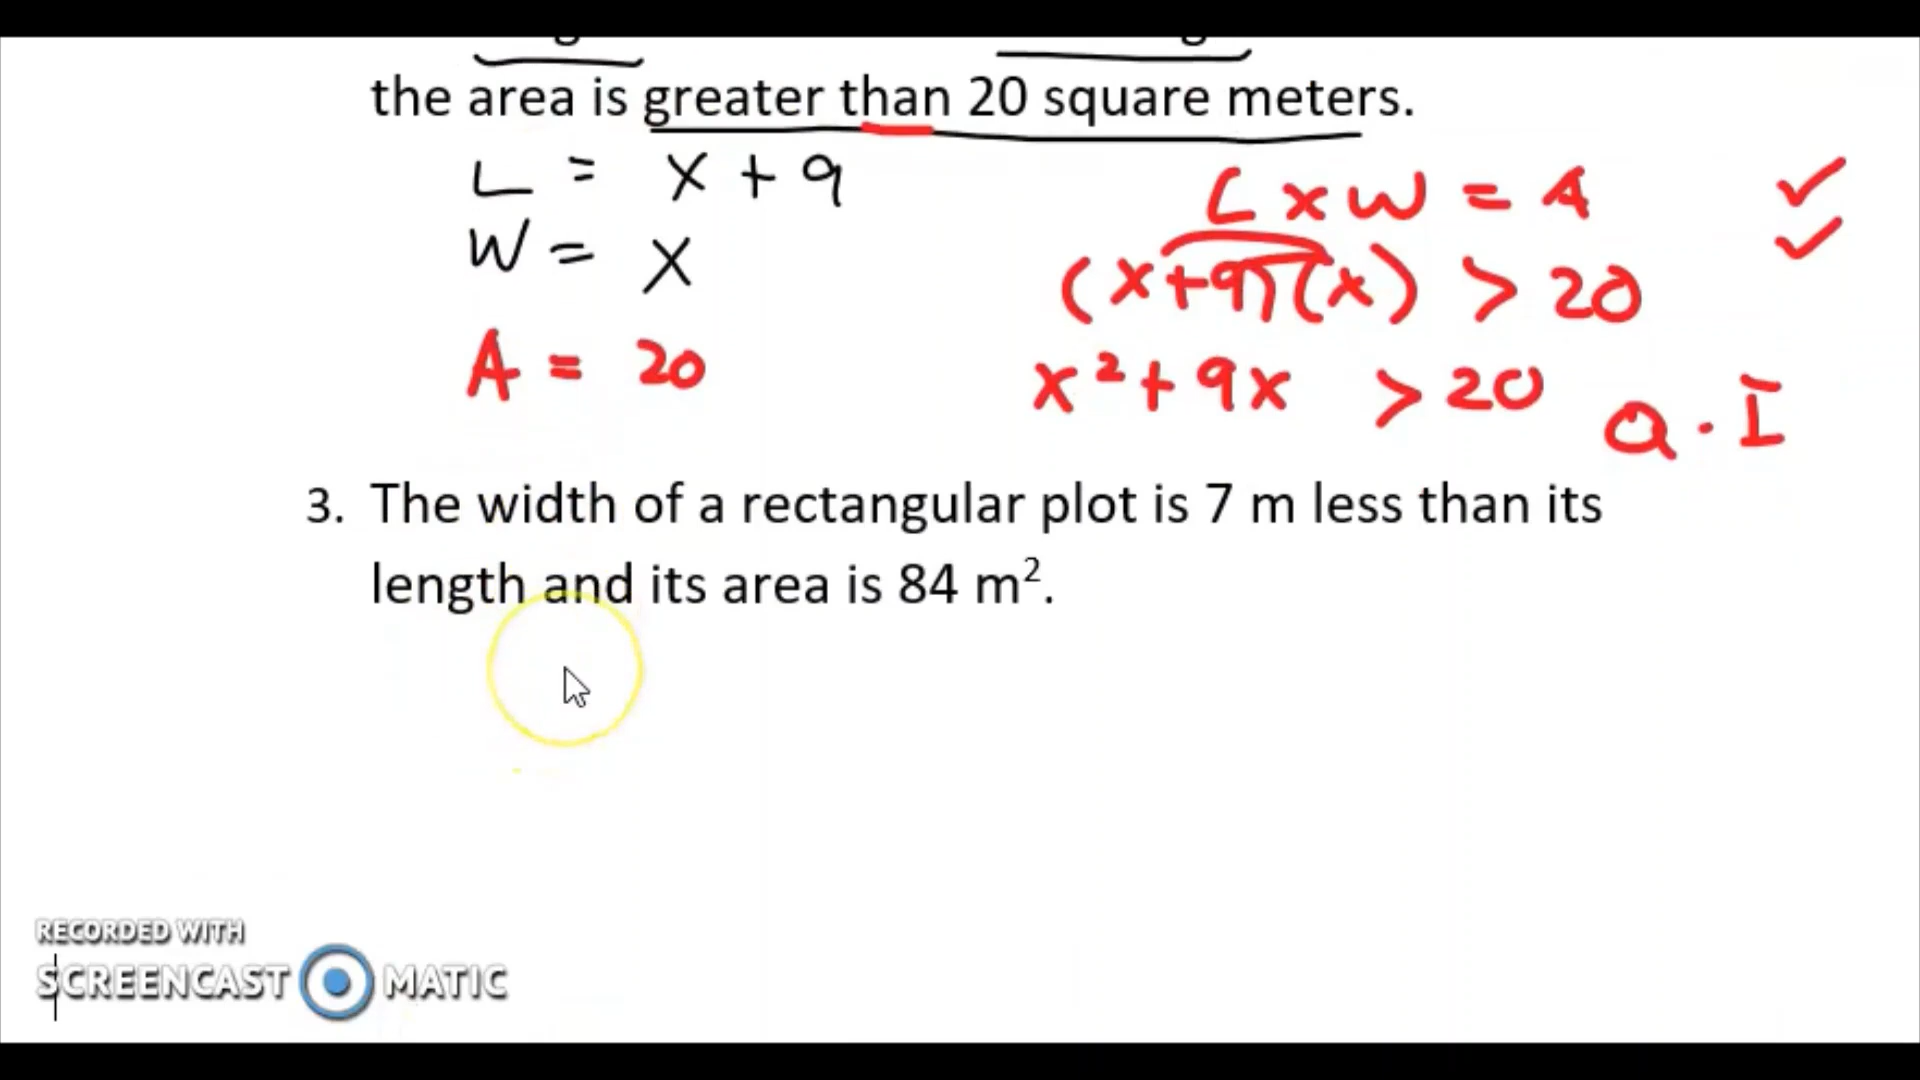 the area is greater than 20 square meters.
L = x + 9
W = x
A = 20
L x W = A
(x+9)(x) > 20
x²+9x > 20
Q.I
3. The width of a rectangular plot is 7 m less than its
length and its area is 84 m².
RECORDED WITH
SCREENCAST MATIC